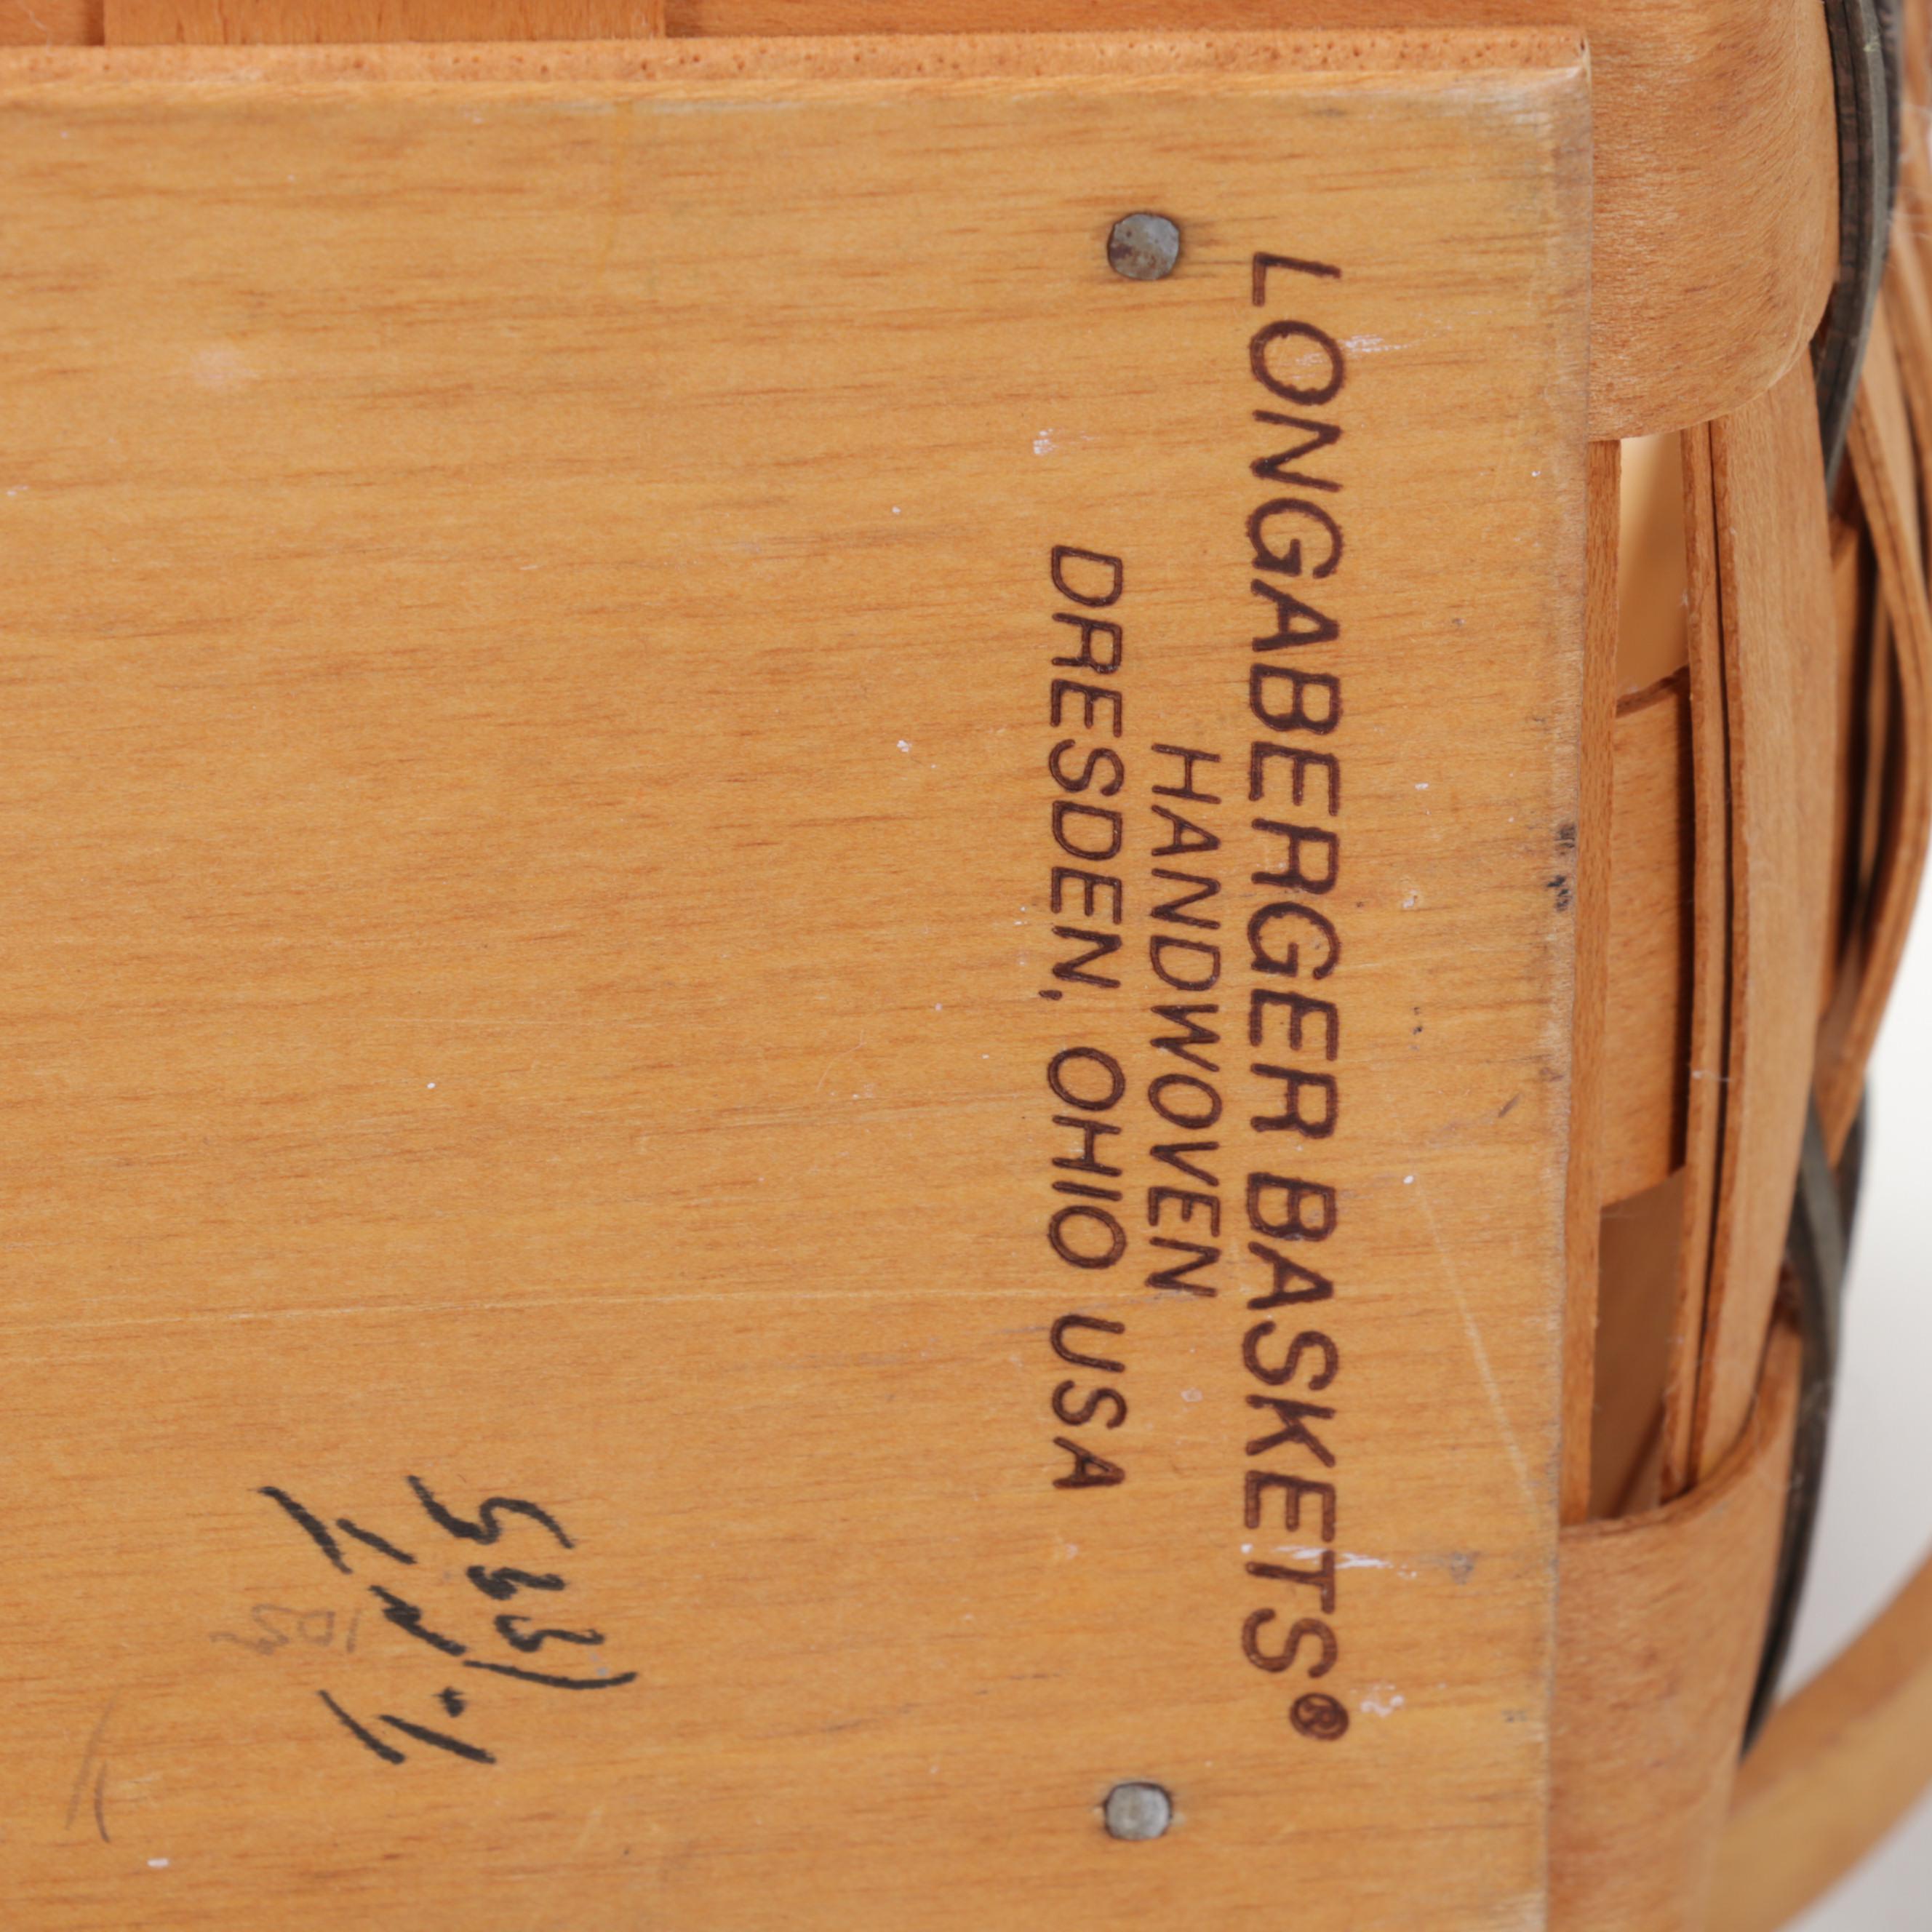 LONGABERGER BASKETS®
HANDWOVEN
DRESDEN, OHIO USA